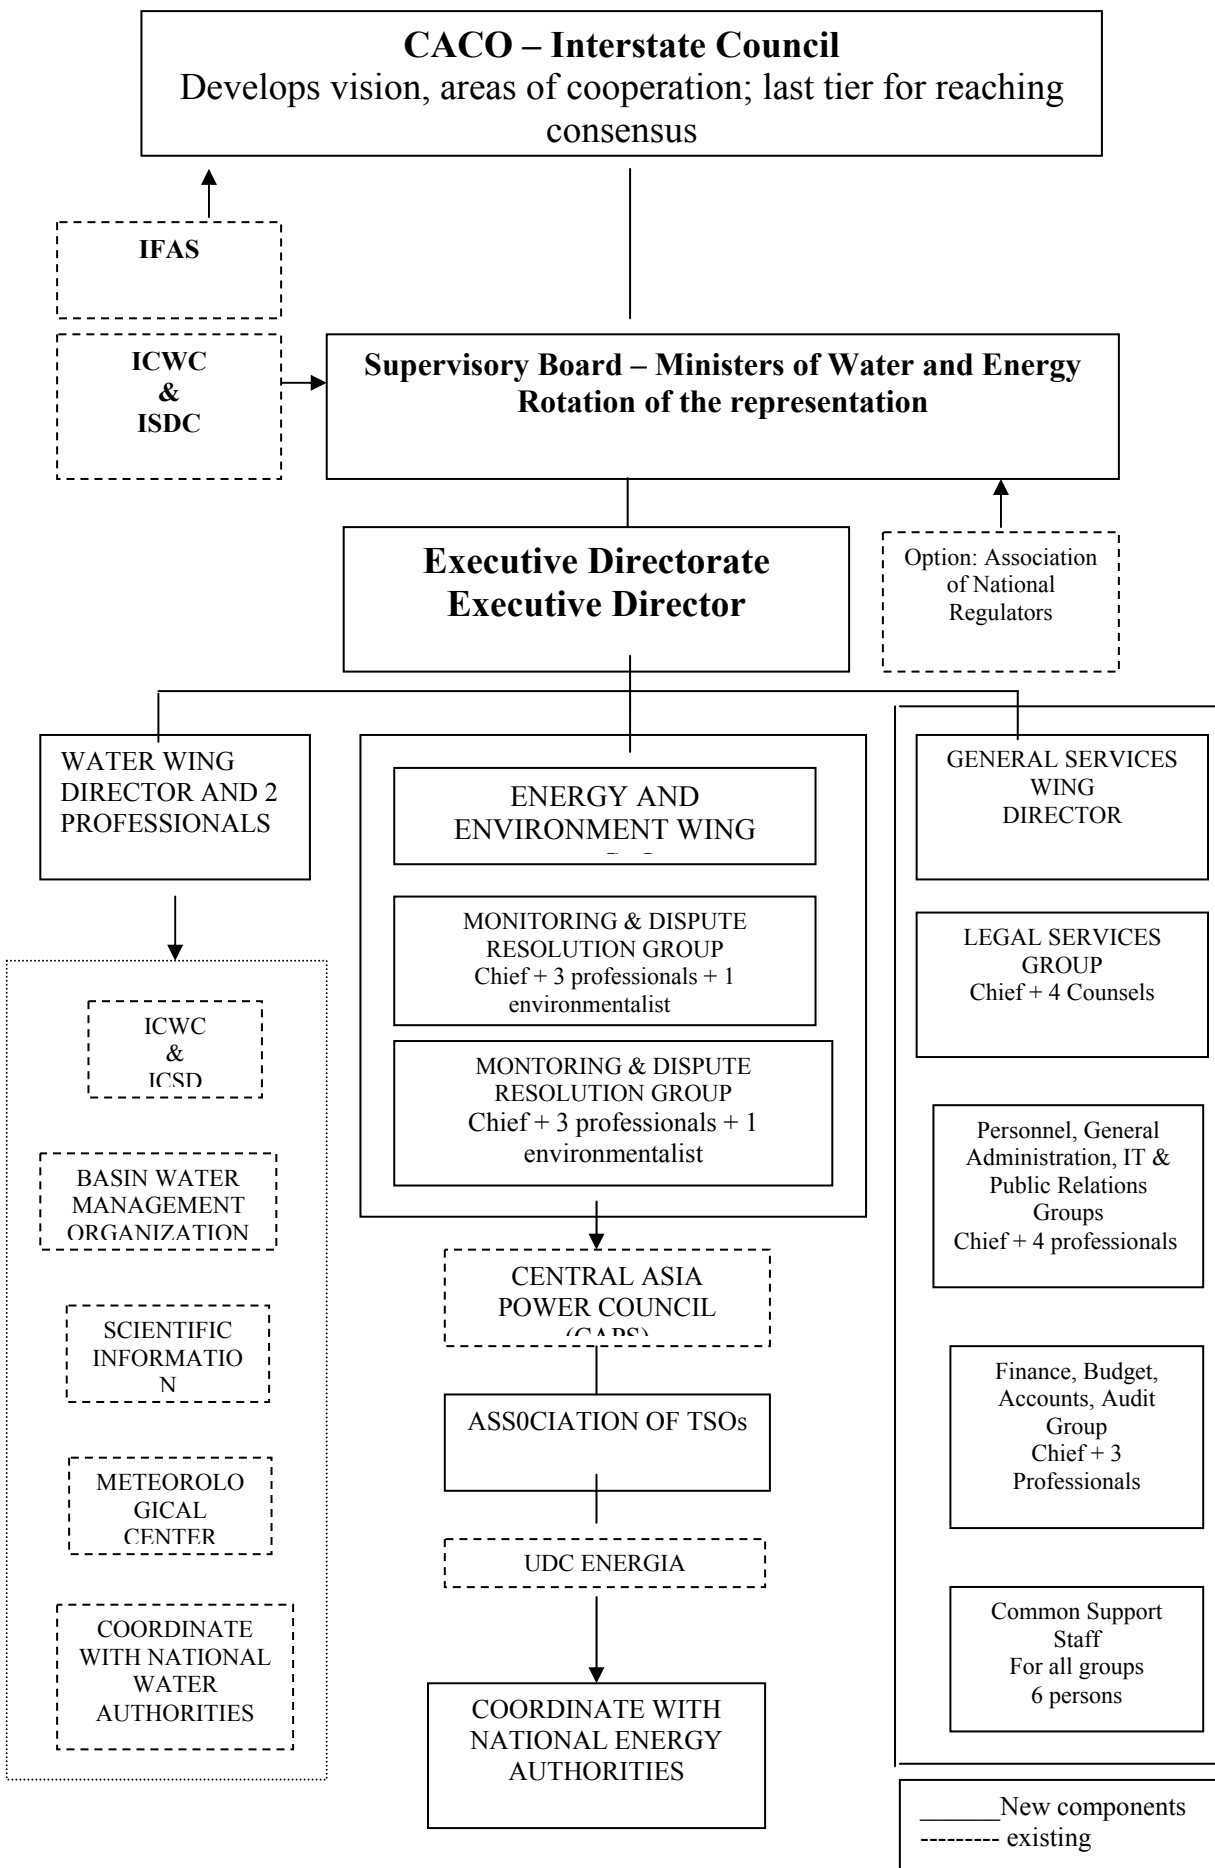 CACO – Interstate Council
Develops vision, areas of cooperation; last tier for reaching
consensus
IFAS
ICWC
&
ISDC
Supervisory Board – Ministers of Water and Energy
Rotation of the representation
Executive Directorate
Executive Director
Option: Association
of National
Regulators
WATER WING
DIRECTOR AND 2
PROFESSIONALS
ENERGY AND
ENVIRONMENT WING
GENERAL SERVICES
WING
DIRECTOR
MONITORING & DISPUTE
RESOLUTION GROUP
Chief + 3 professionals + 1
environmentalist
LEGAL SERVICES
GROUP
Chief + 4 Counsels
ICWC
&
ICSD
MONTORING & DISPUTE
RESOLUTION GROUP
Chief + 3 professionals + 1
environmentalist
Personnel, General
Administration, IT &
Public Relations
Groups
Chief + 4 professionals
BASIN WATER
MANAGEMENT
ORGANIZATION
CENTRAL ASIA
POWER COUNCIL
(CAPS)
SCIENTIFIC
INFORMATIO
N
ASS0CIATION OF TSOs
Finance, Budget,
Accounts, Audit
Group
Chief + 3
Professionals
METEOROLO
GICAL
CENTER
UDC ENERGIA
COORDINATE
WITH NATIONAL
WATER
AUTHORITIES
Common Support
Staff
For all groups
6 persons
COORDINATE WITH
NATIONAL ENERGY
AUTHORITIES
______New components
--------- existing